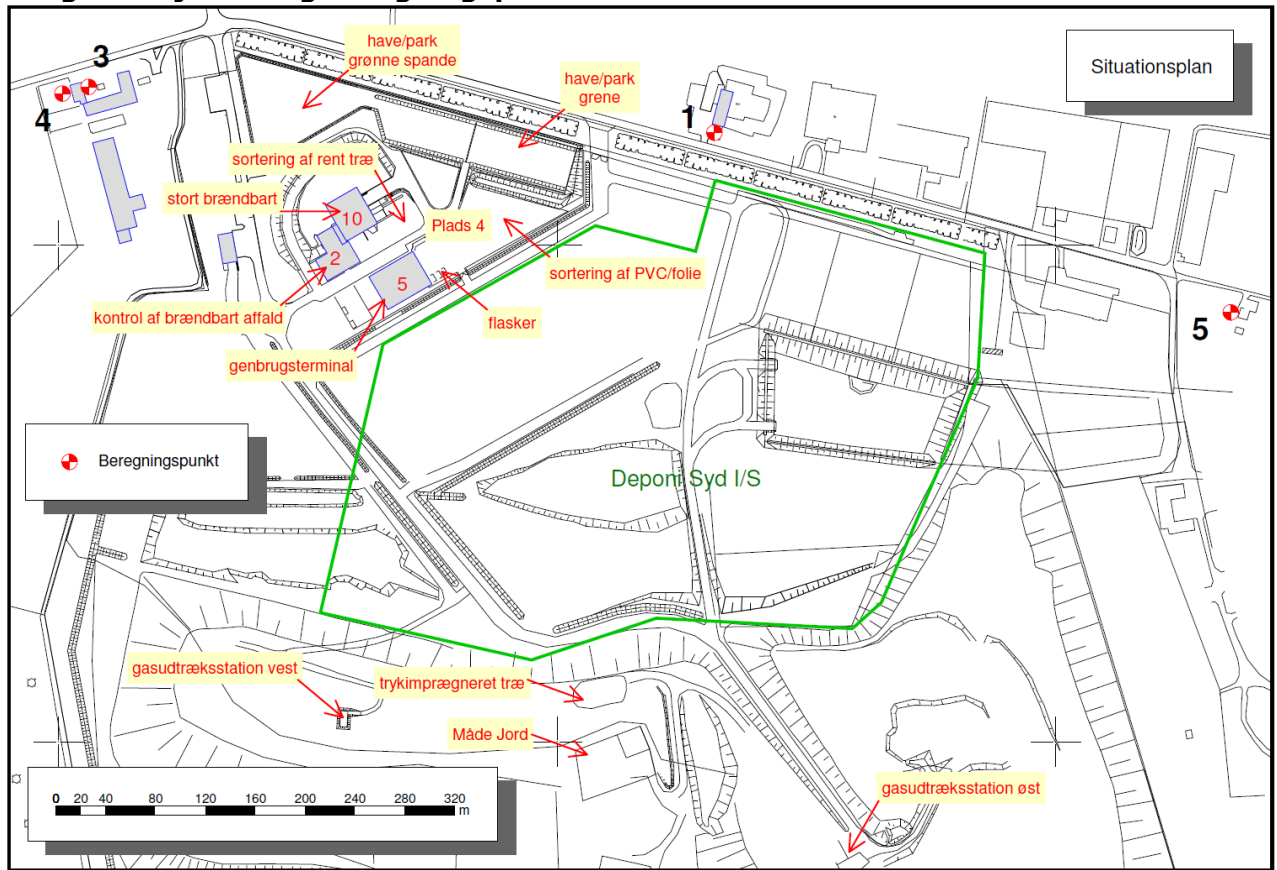 Situationsplan
have/park
grønne spande
have/park
grene
3
4
1
sortering af rent træ
stort brændbart
10
Plads 4
2
5
sortering af PVC/folie
kontrol af brændbart affald
flasker
5
genbrugsterminal
Beregningspunkt
Deponi Syd I/S
gasudtræksstation vest
trykimprægneret træ
Måde Jord
gasudtræksstation øst
0 20 40 80 120 160 200 240 280 320
m